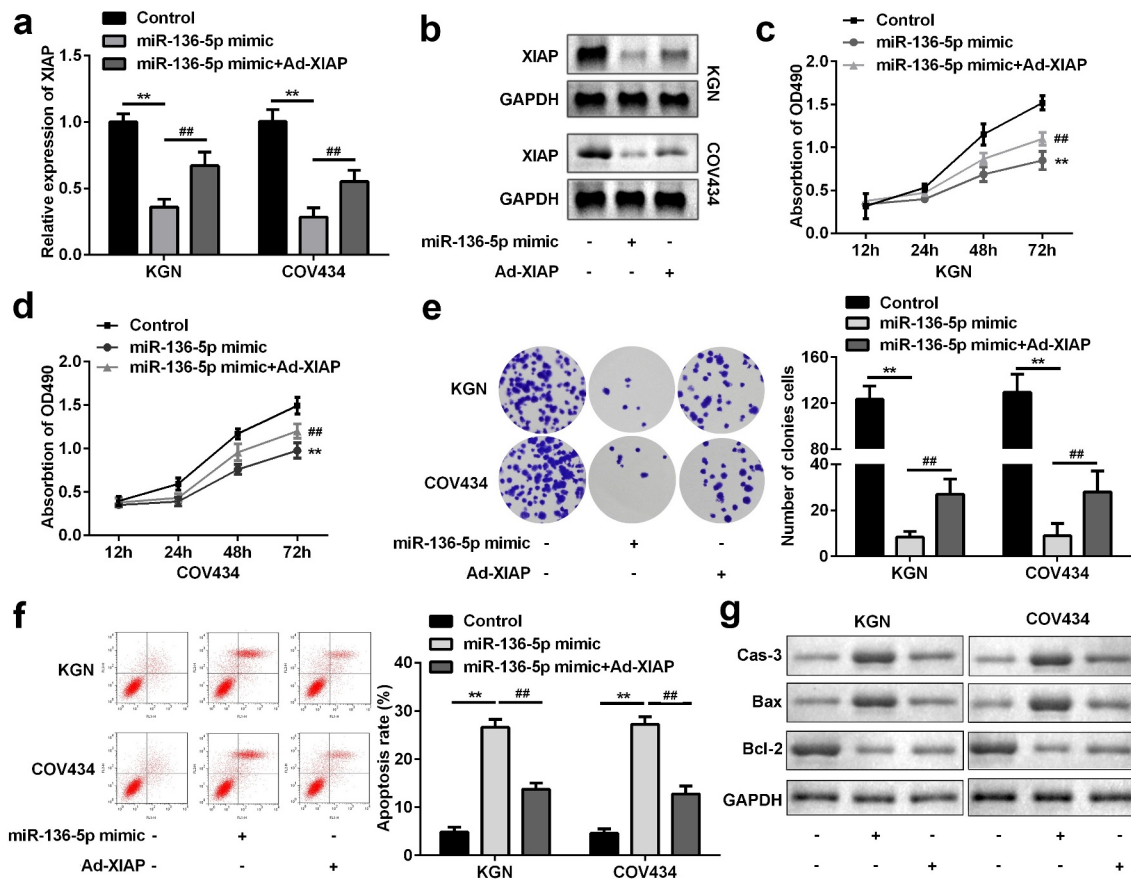 a
Control
miR-136-5p mimic
miR-136-5p mimic+Ad-XIAP
Relative expression of XIAP
1.5
1.0
0.5
0.0
**
##
**
##
KGN
COV434
b
XIAP
GAPDH
KGN
XIAP
GAPDH
COV434
miR-136-5p mimic - + -
Ad-XIAP - - +
c
Control
miR-136-5p mimic
miR-136-5p mimic+Ad-XIAP
Absorbtion of OD490
2.0
1.5
1.0
0.5
0.0
##
**
12h 24h 48h 72h
KGN
d
Control
miR-136-5p mimic
miR-136-5p mimic+Ad-XIAP
Absorbtion of OD490
2.0
1.5
1.0
0.5
0.0
##
**
12h 24h 48h 72h
COV434
e
KGN
COV434
miR-136-5p mimic - + -
Ad-XIAP - - +
Control
miR-136-5p mimic
miR-136-5p mimic+Ad-XIAP
Number of clonies cells
160
120
80
40
20
0
**
##
**
##
KGN
COV434
f
KGN
COV434
miR-136-5p mimic - + -
Ad-XIAP - - +
Control
miR-136-5p mimic
miR-136-5p mimic+Ad-XIAP
Apoptosis rate (%)
40
30
20
10
0
**
##
**
##
KGN
COV434
g
KGN COV434
Cas-3
Bax
Bcl-2
GAPDH
- + - - + -
- - + - - +